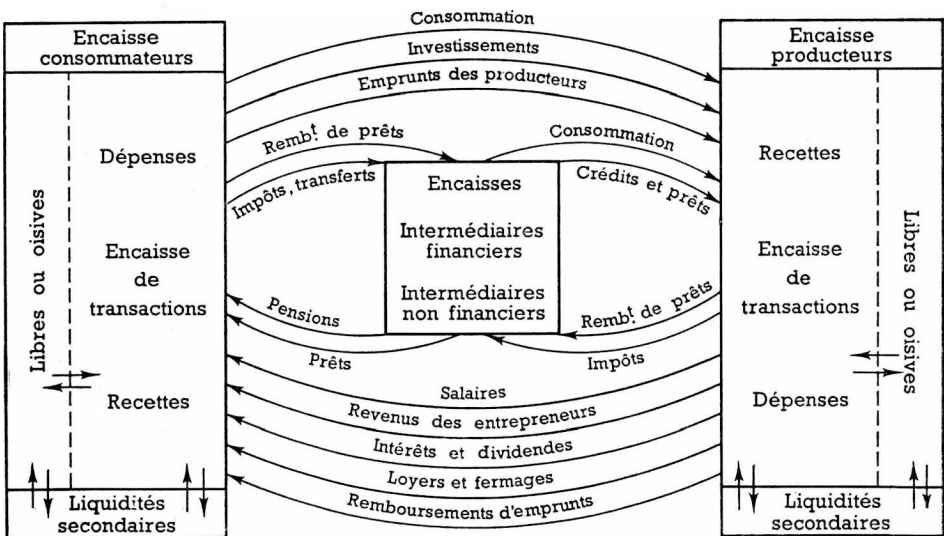 Encaisse
consommateurs
Libres ou oisives
Dépenses
Encaisse
de
transactions
Recettes
Liquidités
secondaires
Consommation
Investissements
Emprunts des producteurs
Remb.t de prêts
Impôts, transferts
Consommation
Crédits et prêts
Encaisses
Intermédiaires
financiers
Intermédiaires
non financiers
Pensions
Prêts
Remb.t de prêts
Impôts
Salaires
Revenus des entrepreneurs
Intérêts et dividendes
Loyers et fermages
Remboursements d'emprunts
Encaisse
producteurs
Recettes
Encaisse
de
transactions
Dépenses
Libres ou oisives
Liquidités
secondaires